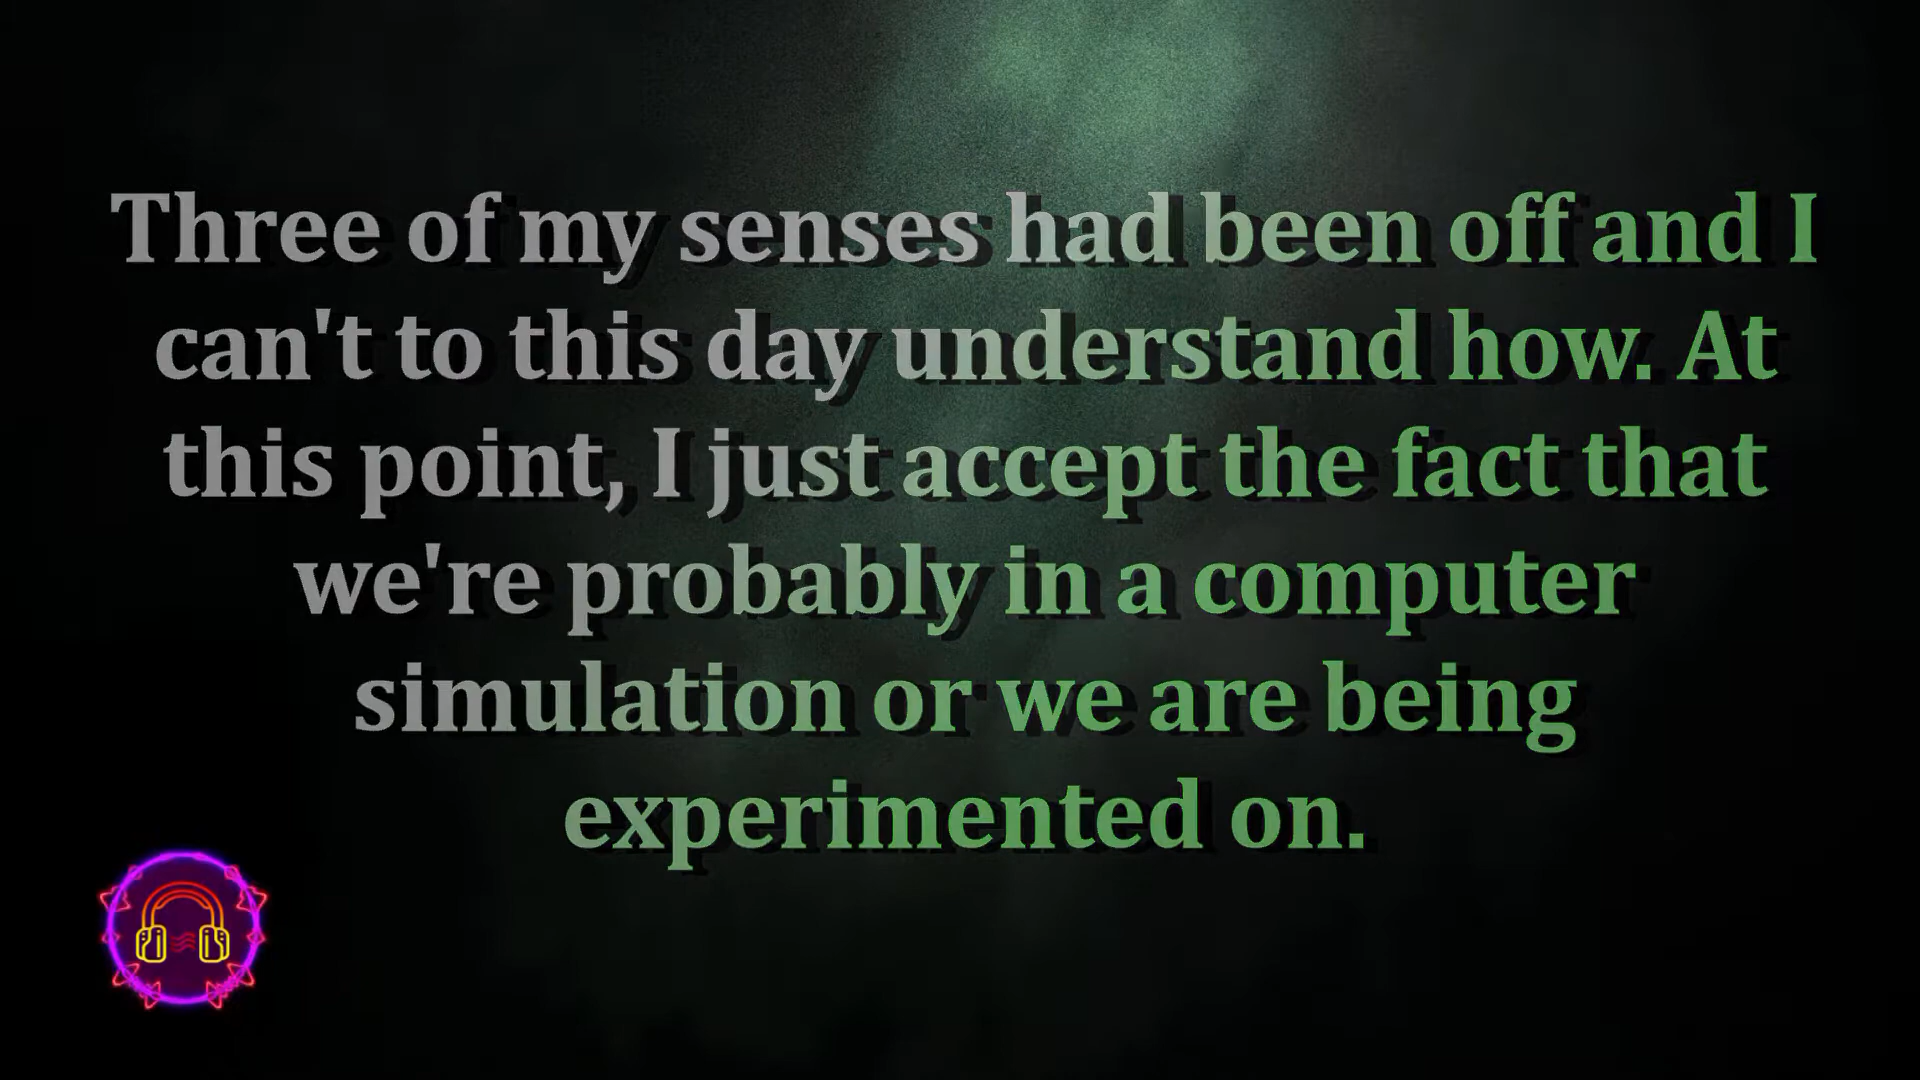 Three of my senses had been off and I
can't to this day understand how. At
this point, I just accept the fact that
we're probably in a computer
simulation or we are being
experimented on.